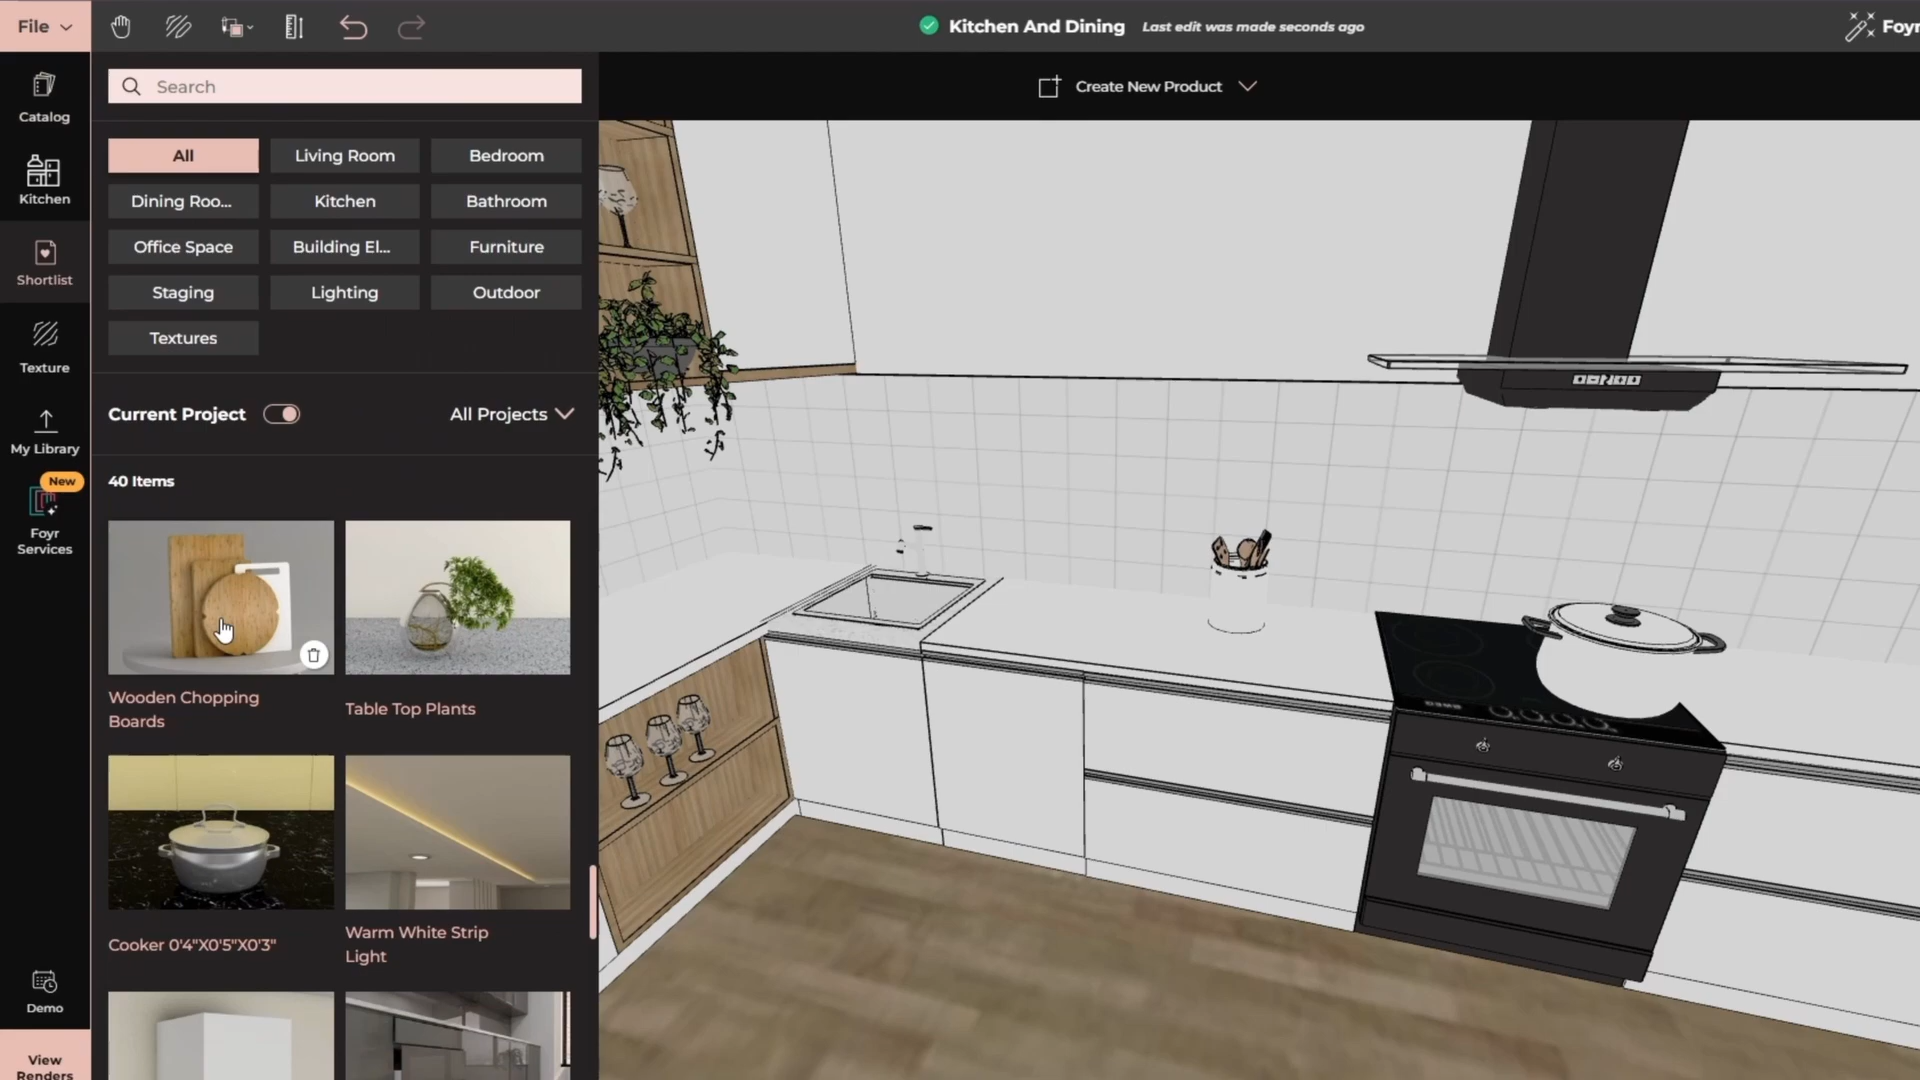 File
Kitchen And Dining
Last edit was made seconds ago
Foyr
Catalog
Kitchen
Shortlist
Texture
My Library
New
Foyr
Services
Demo
View
Renders
Search
All
Living Room
Bedroom
Dining Roo...
Kitchen
Bathroom
Office Space
Building El...
Furniture
Staging
Lighting
Outdoor
Textures
Current Project
All Projects
40 Items
Wooden Chopping
Boards
Table Top Plants
Cooker 0'4"X0'5"X0'3"
Warm White Strip
Light
Create New Product